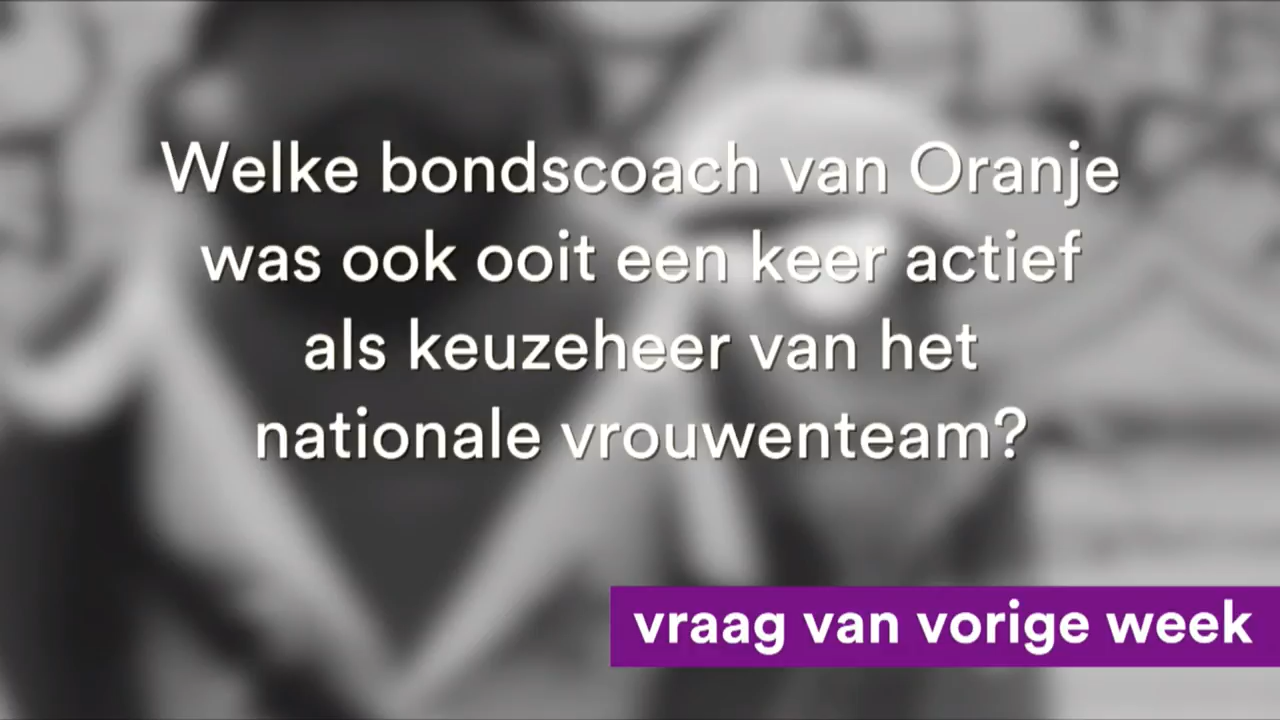 Welke bondscoach van Oranje
was ook ooit een keer actief
als keuzeheer van het
nationale vrouwenteam?
vraag van vorige week